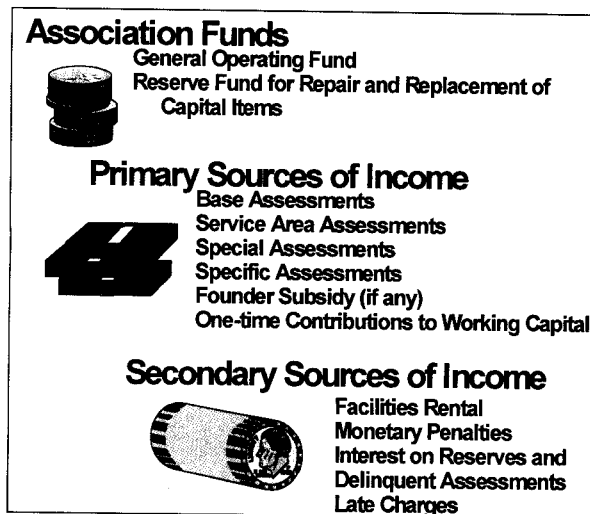 Association Funds
General Operating Fund
Reserve Fund for Repair and Replacement of
Capital Items
Primary Sources of Income
Base Assessments
Service Area Assessments
Special Assessments
Specific Assessments
Founder Subsidy (if any)
One-time Contributions to Working Capital
Secondary Sources of Income
Facilities Rental
Monetary Penalties
Interest on Reserves and
Delinquent Assessments
Late Charges